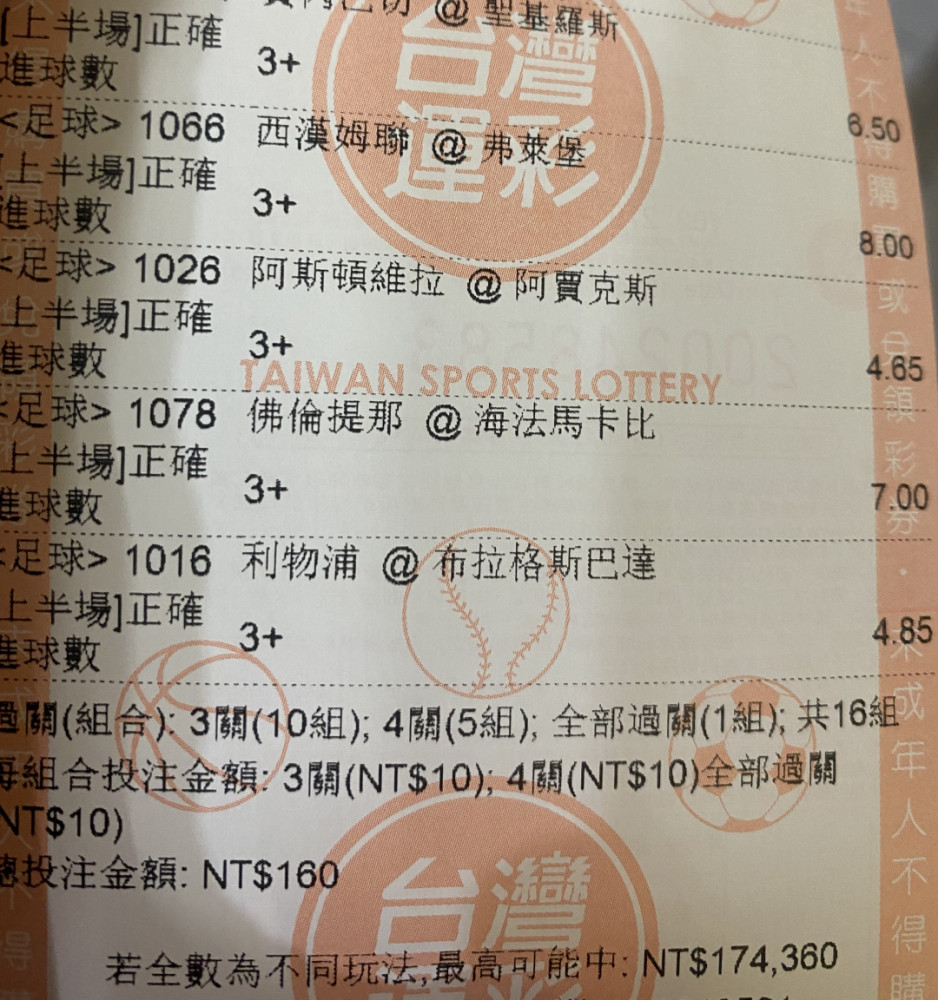 @ 聖基羅斯
[上半場]正確
進球數 3+
6.50
<足球> 1066 西漢姆聯 @ 弗萊堡
[上半場]正確
進球數 3+
8.00
<足球> 1026 阿斯頓維拉 @ 阿賈克斯
上半場]正確
進球數 3+
4.65
TAIWAN SPORTS LOTTERY
<足球> 1078 佛倫提那 @ 海法馬卡比
上半場]正確
進球數 3+
7.00
足球> 1016 利物浦 @ 布拉格斯巴達
上半場]正確
進球數 3+
4.85
過關(組合): 3關(10組); 4關(5組); 全部過關(1組); 共16組
每組合投注金額: 3關(NT$10); 4關(NT$10)全部過關
NT$10)
總投注金額: NT$160
若全數為不同玩法,最高可能中: NT$174,360
台灣
運彩
台灣
年人不得購買或兌領彩券・未成年人不得購